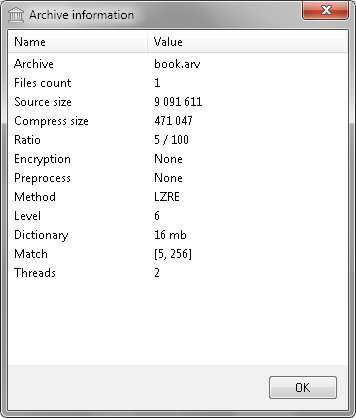 Archive information
Name Value
Archive book.arv
Files count 1
Source size 9 091 611
Compress size 471 047
Ratio 5 / 100
Encryption None
Preprocess None
Method LZRE
Level 6
Dictionary 16 mb
Match [5, 256]
Threads 2
OK